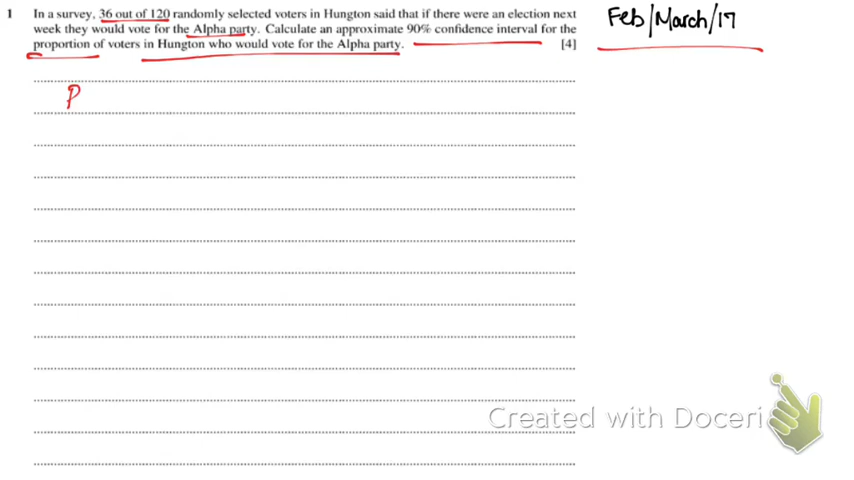 1 In a survey, 36 out of 120 randomly selected voters in Hungton said that if there were an election next
week they would vote for the Alpha party. Calculate an approximate 90% confidence interval for the
proportion of voters in Hungton who would vote for the Alpha party. [4]
Feb/March/17
P
Created with Doceri